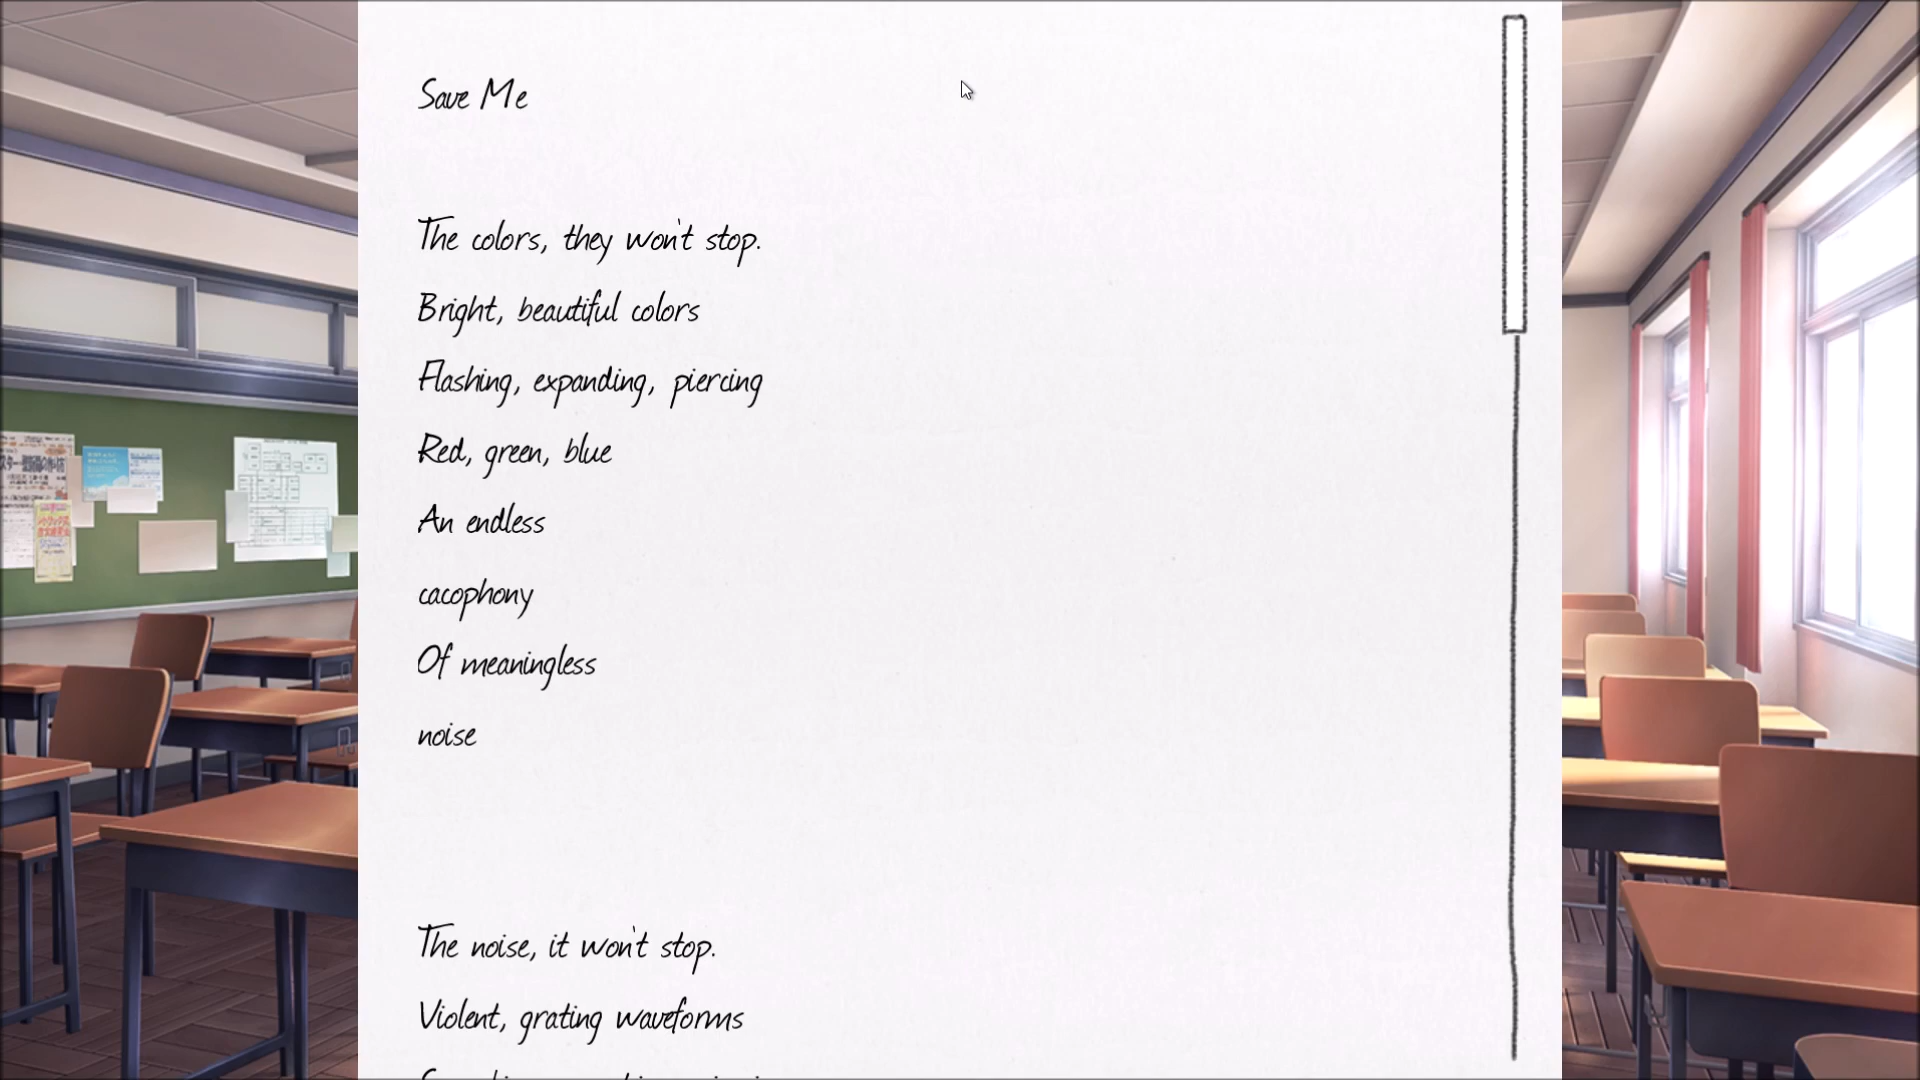 Save Me
The colors, they won't stop.
Bright, beautiful colors
Flashing, expanding, piercing
Red, green, blue
An endless
cacophony
Of meaningless
noise
The noise, it won't stop.
Violent, grating waveforms